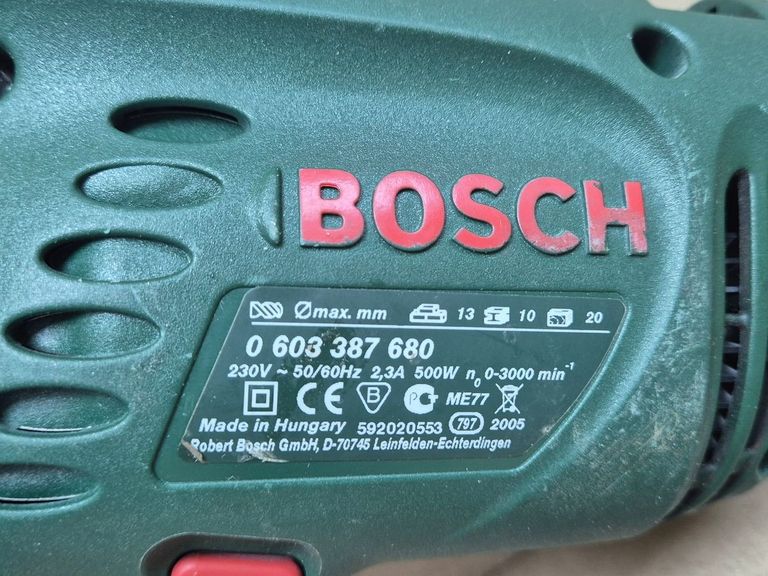 BOSCH
Ømax. mm 13 10 20
0 603 387 680
230V ~ 50/60Hz 2,3A 500W n0 0-3000 min-1
CE B PC ME77
Made in Hungary 592020553 797 2005
Robert Bosch GmbH, D-70745 Leinfelden-Echterdingen